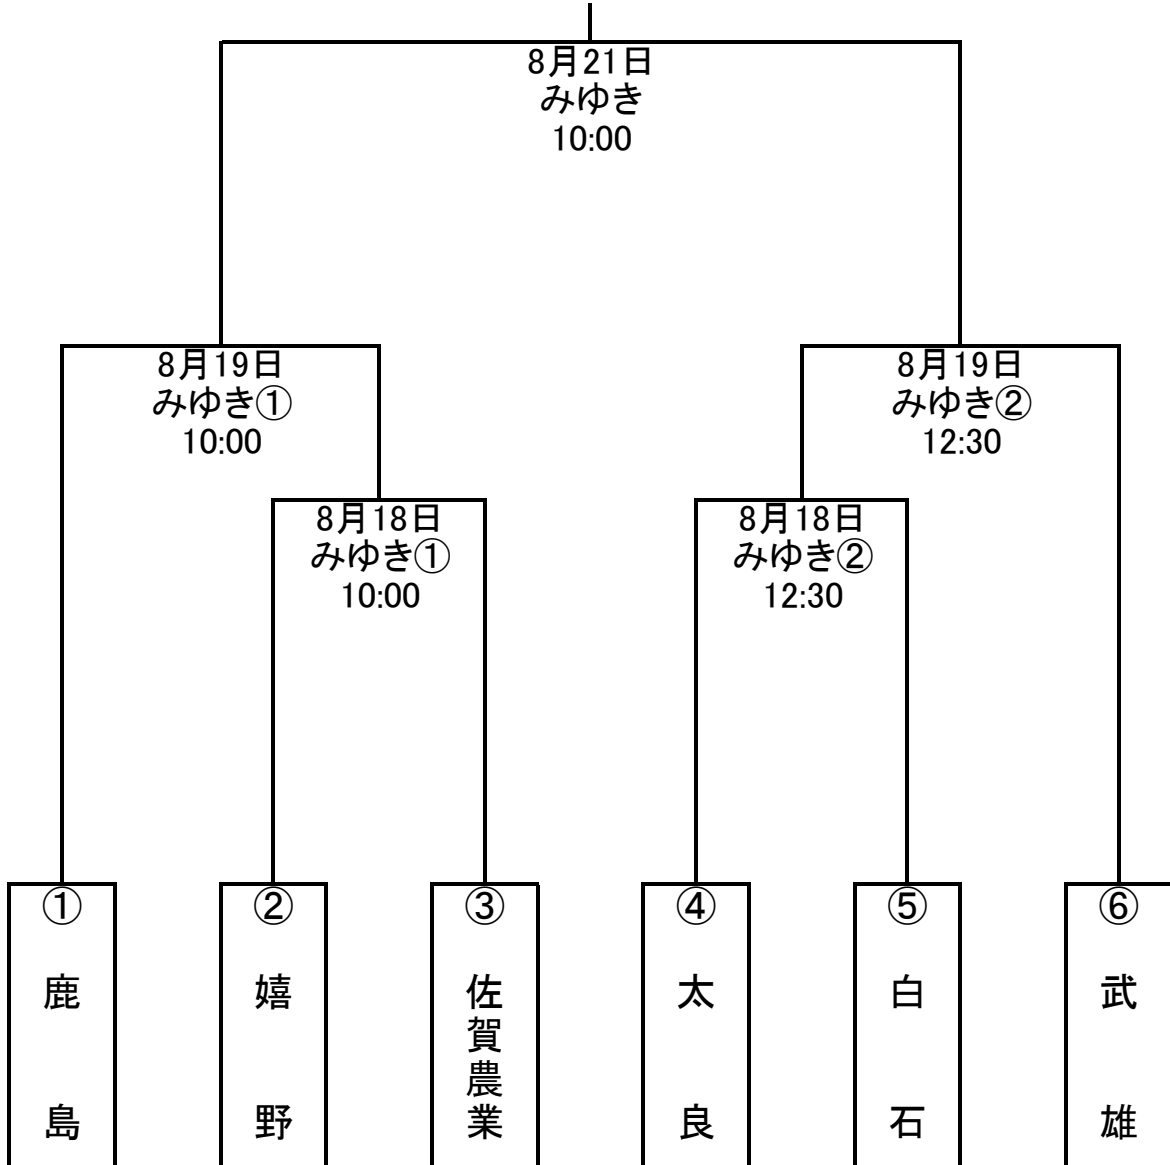 8月21日
みゆき
10:00
8月19日
みゆき①
10:00
8月19日
みゆき②
12:30
8月18日
みゆき①
10:00
8月18日
みゆき②
12:30
①
鹿島
②
嬉野
③
佐賀農業
④
太良
⑤
白石
⑥
武雄